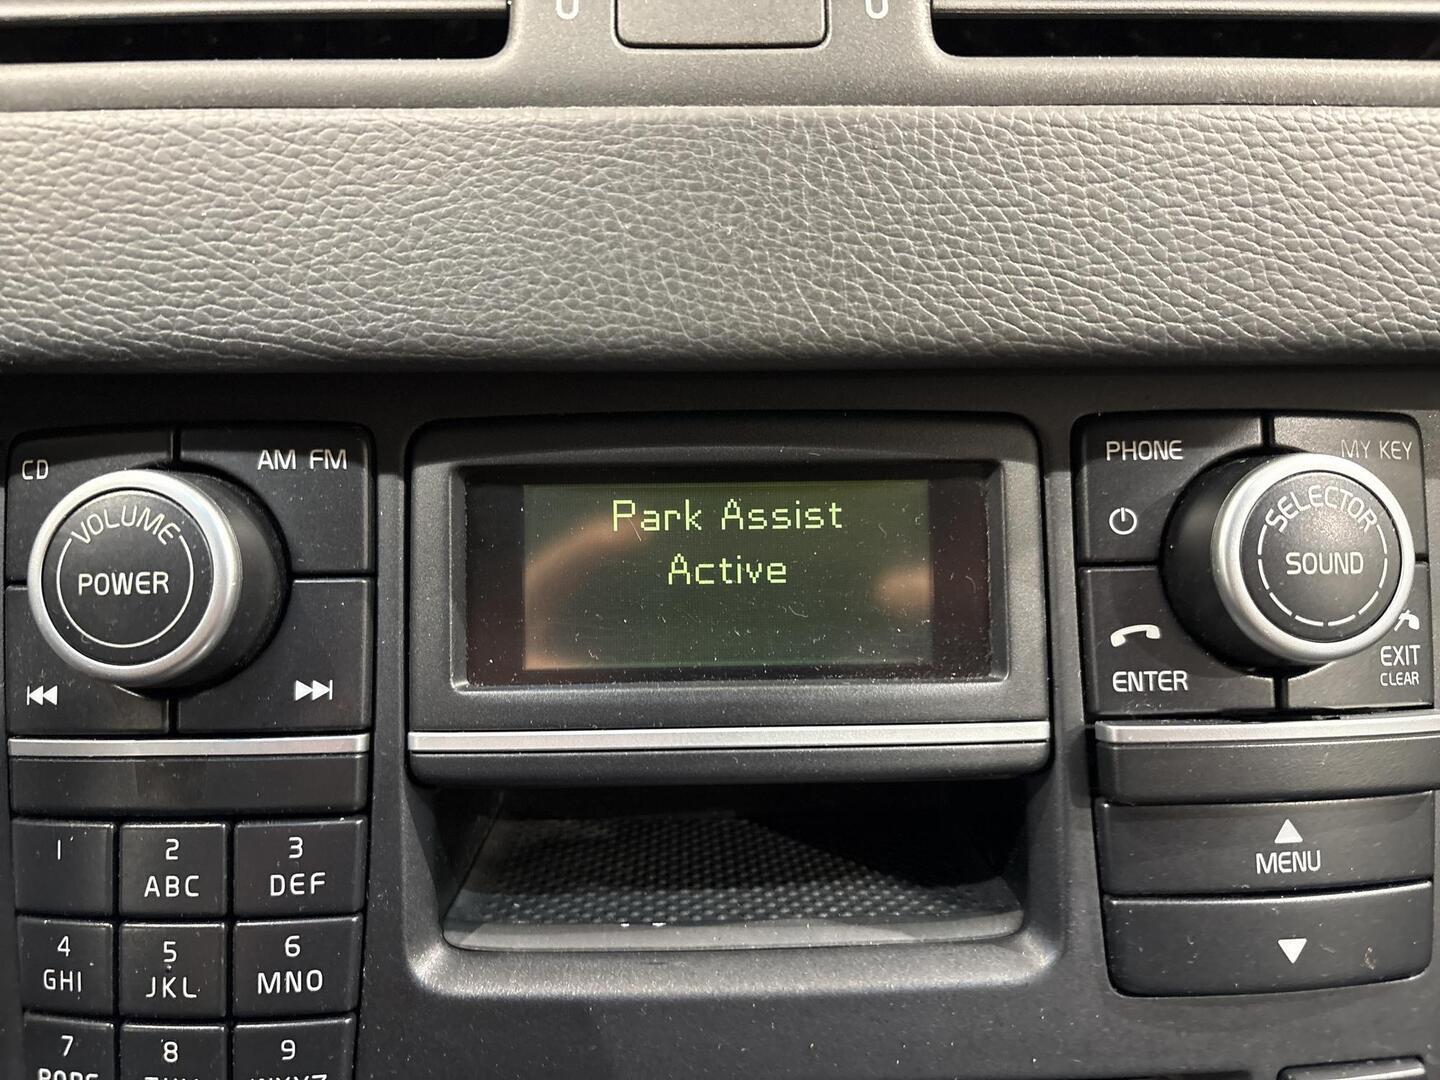 CD
AM FM
VOLUME
POWER
Park Assist
Active
PHONE
MY KEY
SELECTOR
SOUND
ENTER
EXIT
CLEAR
1
2
ABC
3
DEF
4
GHI
5
JKL
6
MNO
7
8
9
MENU